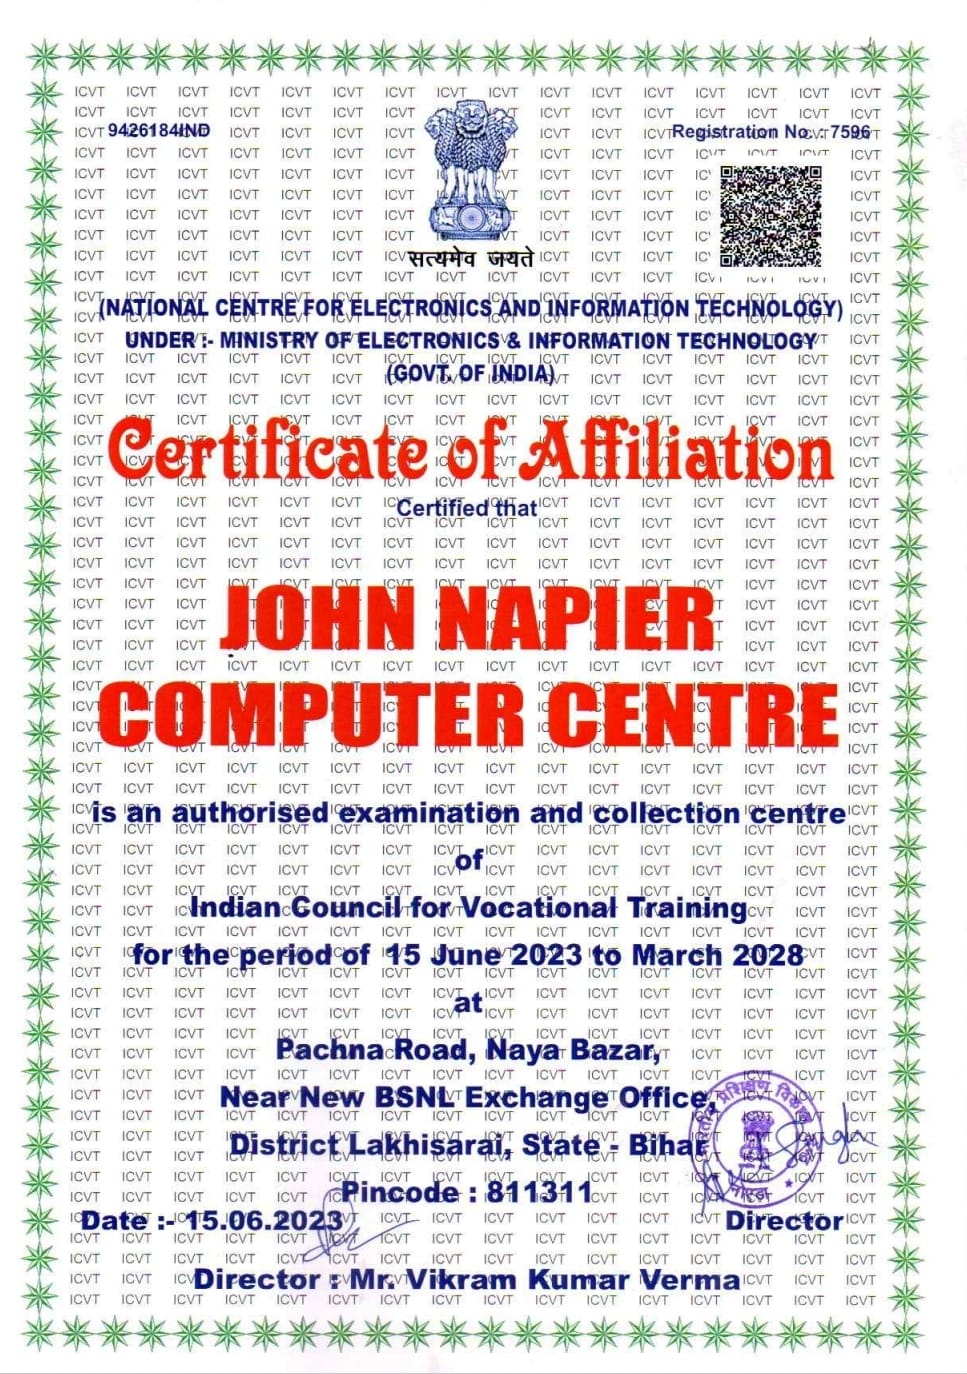 9426184IND
Registration No. : 7596
सत्यमेव जयते
(NATIONAL CENTRE FOR ELECTRONICS AND INFORMATION TECHNOLOGY)
UNDER :- MINISTRY OF ELECTRONICS & INFORMATION TECHNOLOGY
(GOVT. OF INDIA)
Certificate of Affiliation
Certified that
JOHN NAPIER
COMPUTER CENTRE
is an authorised examination and collection centre
of
Indian Council for Vocational Training
for the period of 15 June 2023 to March 2028
at
Pachna Road, Naya Bazar,
Near New BSNL Exchange Office,
District Lakhisarai, State - Bihar
Pincode : 811311
Date :- 15.06.2023
Director
Director : Mr. Vikram Kumar Verma